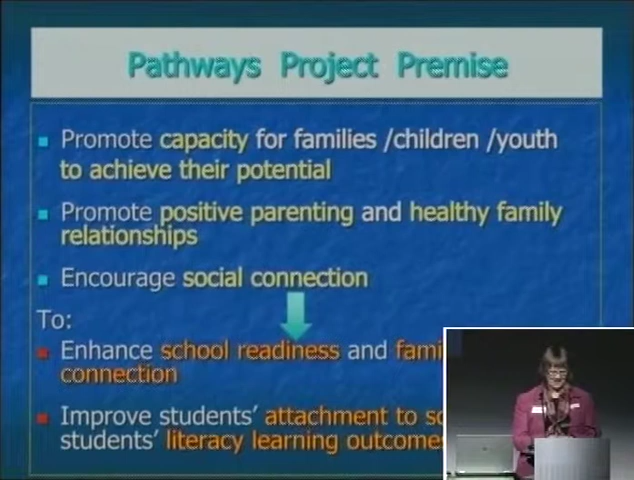 Pathways Project Premise
Promote capacity for families /children /youth
to achieve their potential
Promote positive parenting and healthy family
relationships
Encourage social connection
To:
Enhance school readiness and
connection
Improve students' attachment to
students' literacy learning outcomes